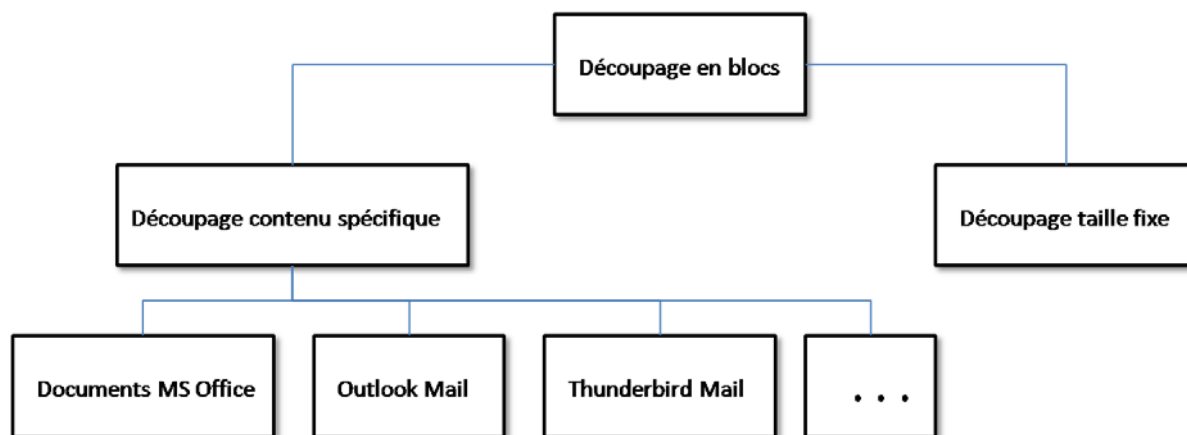 Découpage en blocs
Découpage contenu spécifique
Découpage taille fixe
Documents MS Office
Outlook Mail
Thunderbird Mail
. . .